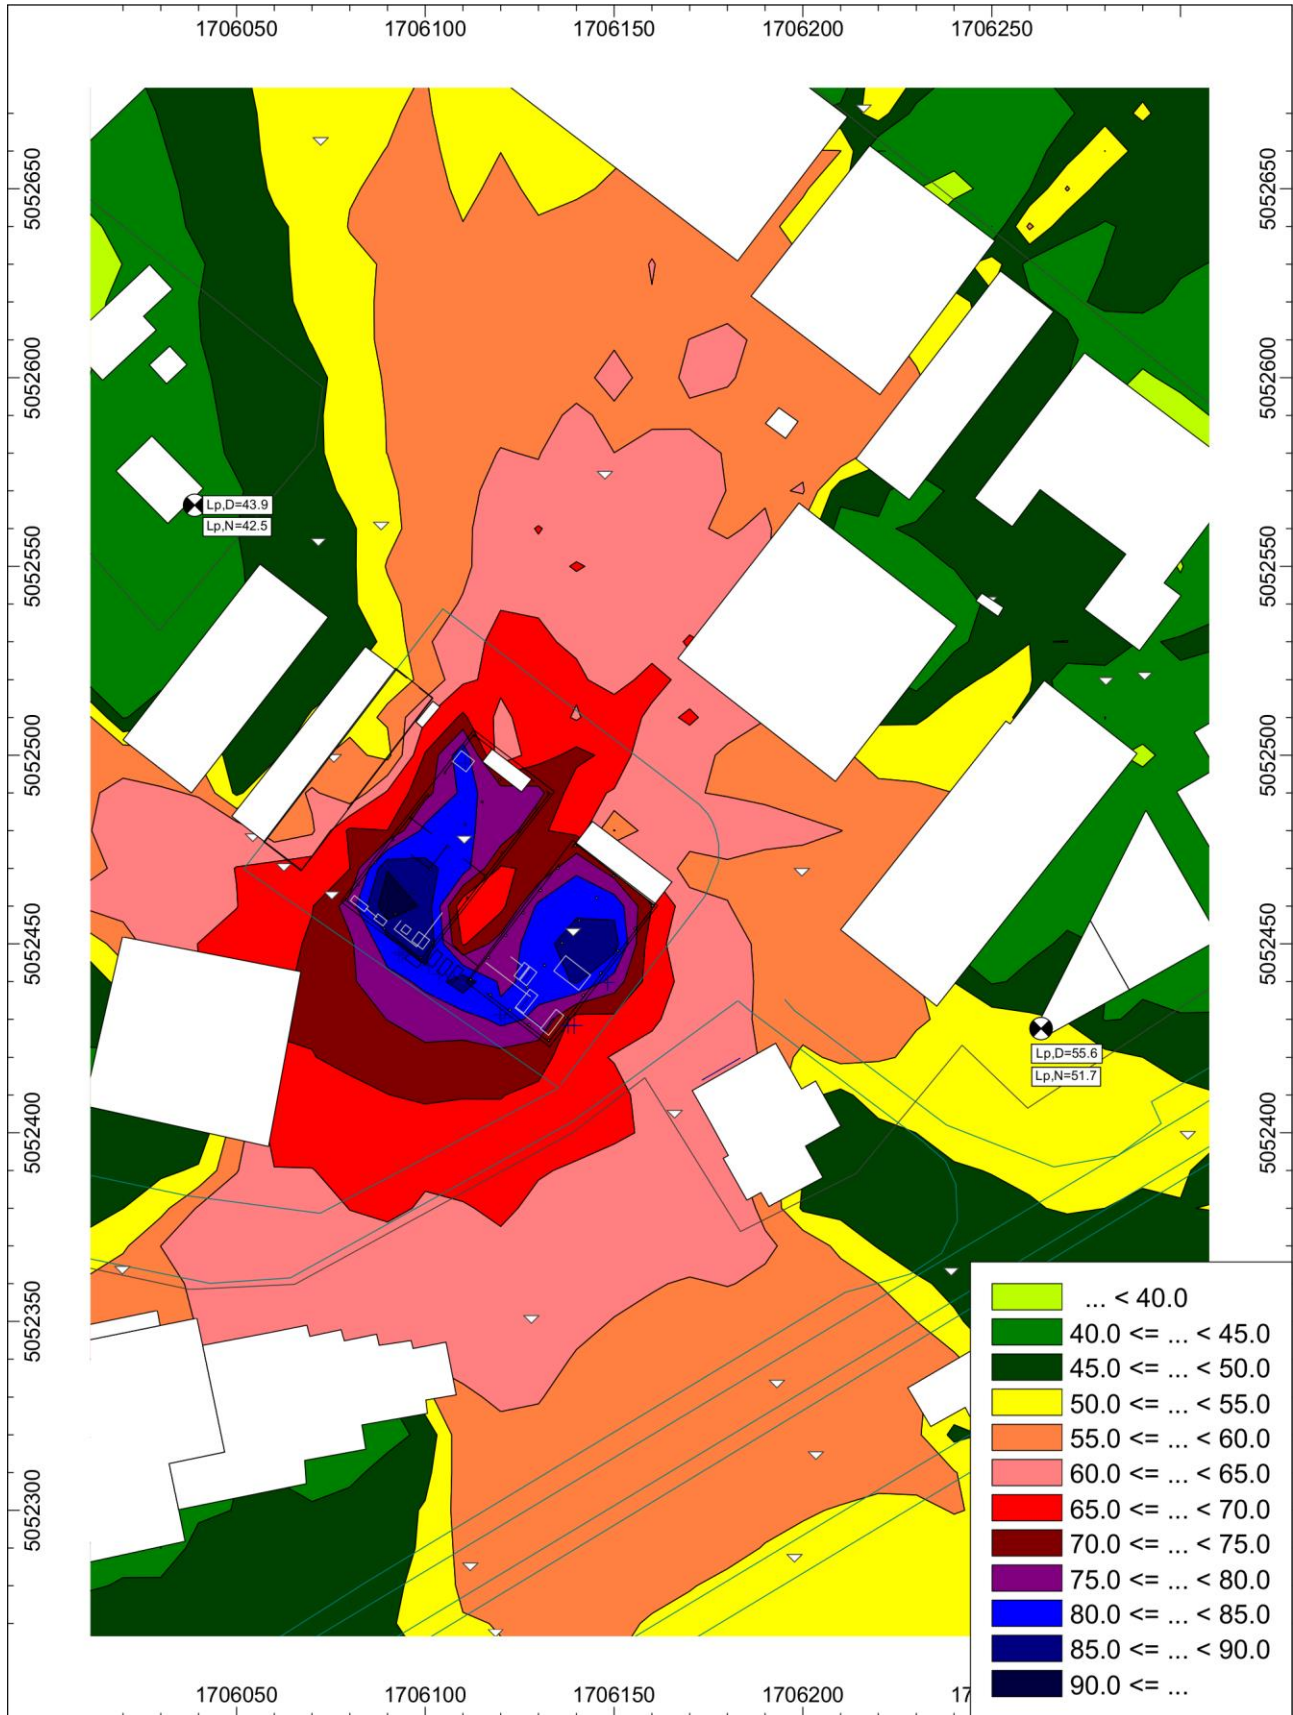 1706050 1706100 1706150 1706200 1706250
5052650 5052650
5052600 5052600
Lp,D=43.9
Lp,N=42.5
5052550 5052550
5052500 5052500
5052450 5052450
Lp,D=55.6
Lp,N=51.7
5052400 5052400
5052350
5052300
... < 40.0
40.0 <= ... < 45.0
45.0 <= ... < 50.0
50.0 <= ... < 55.0
55.0 <= ... < 60.0
60.0 <= ... < 65.0
65.0 <= ... < 70.0
70.0 <= ... < 75.0
75.0 <= ... < 80.0
80.0 <= ... < 85.0
85.0 <= ... < 90.0
90.0 <= ...
1706050 1706100 1706150 1706200 17